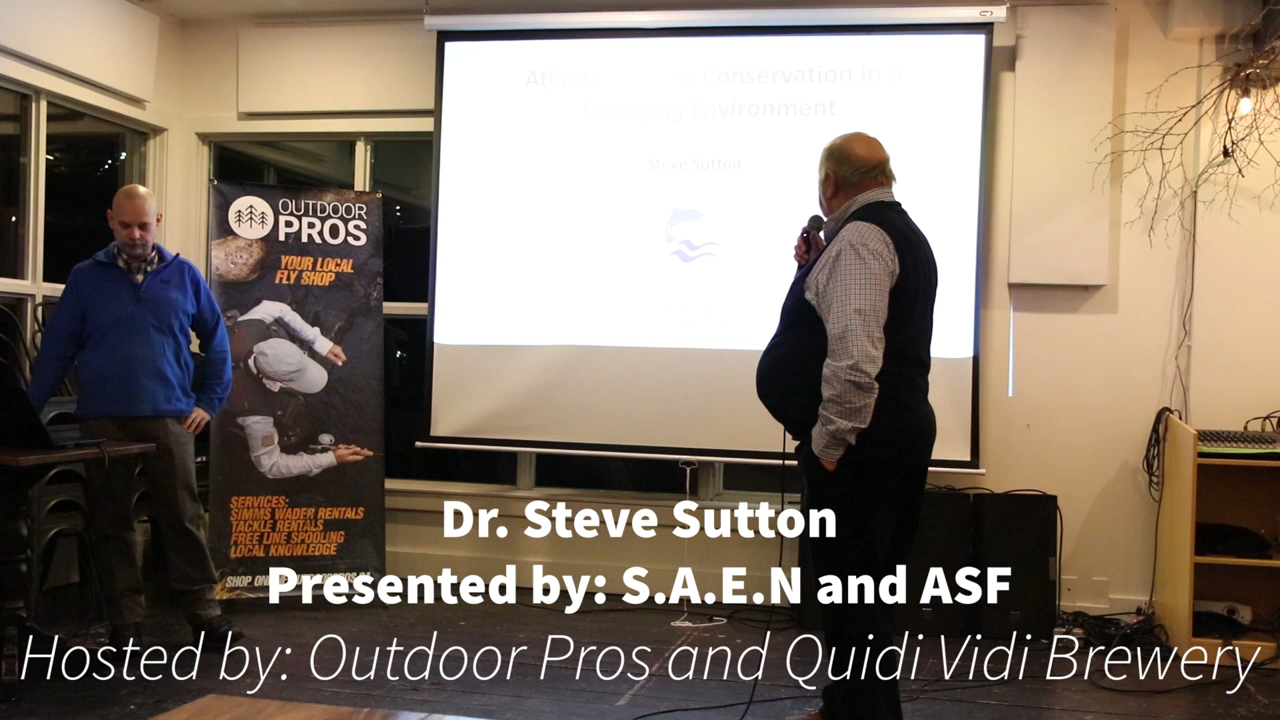 Conservation in a
Environment
Steve Sutton
OUTDOOR
PROS
YOUR LOCAL
FLY SHOP
SERVICES:
SIMMS WADER RENTALS
TACKLE RENTALS
FREE LINE SPOOLING
LOCAL KNOWLEDGE
SHOP
Dr. Steve Sutton
Presented by: S.A.E.N and ASF
Hosted by: Outdoor Pros and Quidi Vidi Brewery